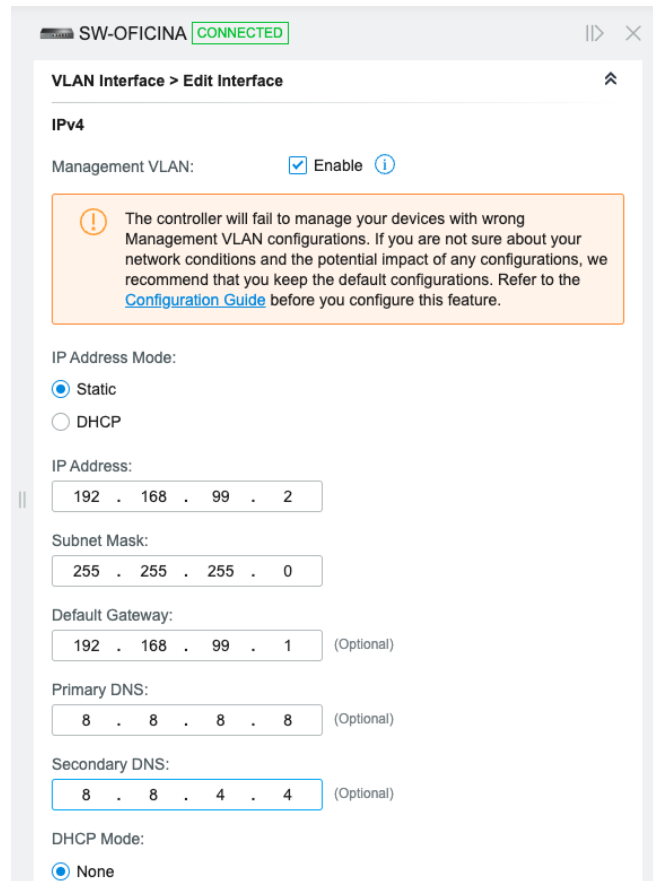 SW-OFICINA CONNECTED
VLAN Interface > Edit Interface
IPv4
Management VLAN: Enable
The controller will fail to manage your devices with wrong
Management VLAN configurations. If you are not sure about your
network conditions and the potential impact of any configurations, we
recommend that you keep the default configurations. Refer to the
Configuration Guide before you configure this feature.
IP Address Mode:
Static
DHCP
IP Address:
192 . 168 . 99 . 2
Subnet Mask:
255 . 255 . 255 . 0
Default Gateway:
192 . 168 . 99 . 1 (Optional)
Primary DNS:
8 . 8 . 8 . 8 (Optional)
Secondary DNS:
8 . 8 . 4 . 4 (Optional)
DHCP Mode:
None